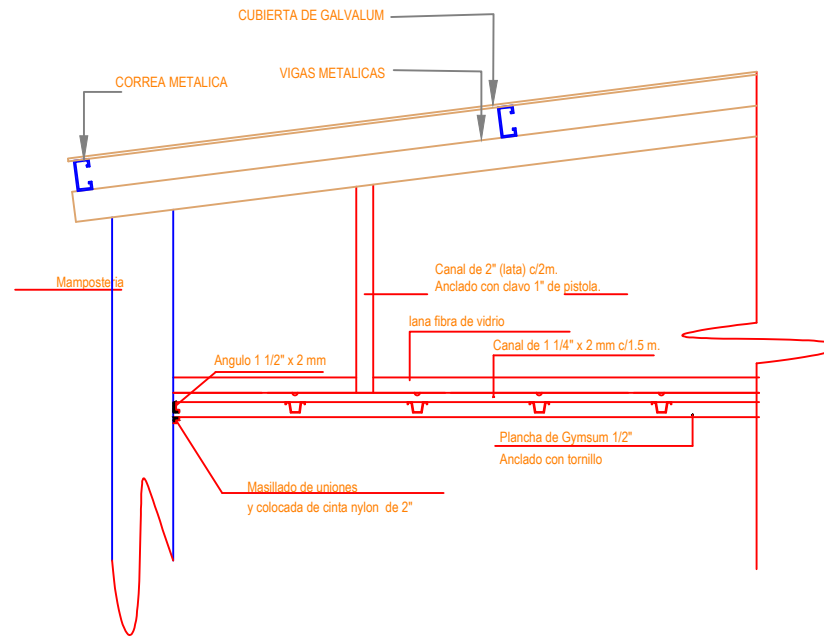 CUBIERTA DE GALVALUM
VIGAS METALICAS
CORREA METALICA
Canal de 2" (lata) c/2m.
Anclado con clavo 1" de pistola.
Mamposteria
lana fibra de vidrio
Canal de 1 1/4" x 2 mm c/1.5 m.
Angulo 1 1/2" x 2 mm
Plancha de Gymsum 1/2"
Anclado con tornillo
Masillado de uniones
y colocada de cinta nylon de 2"